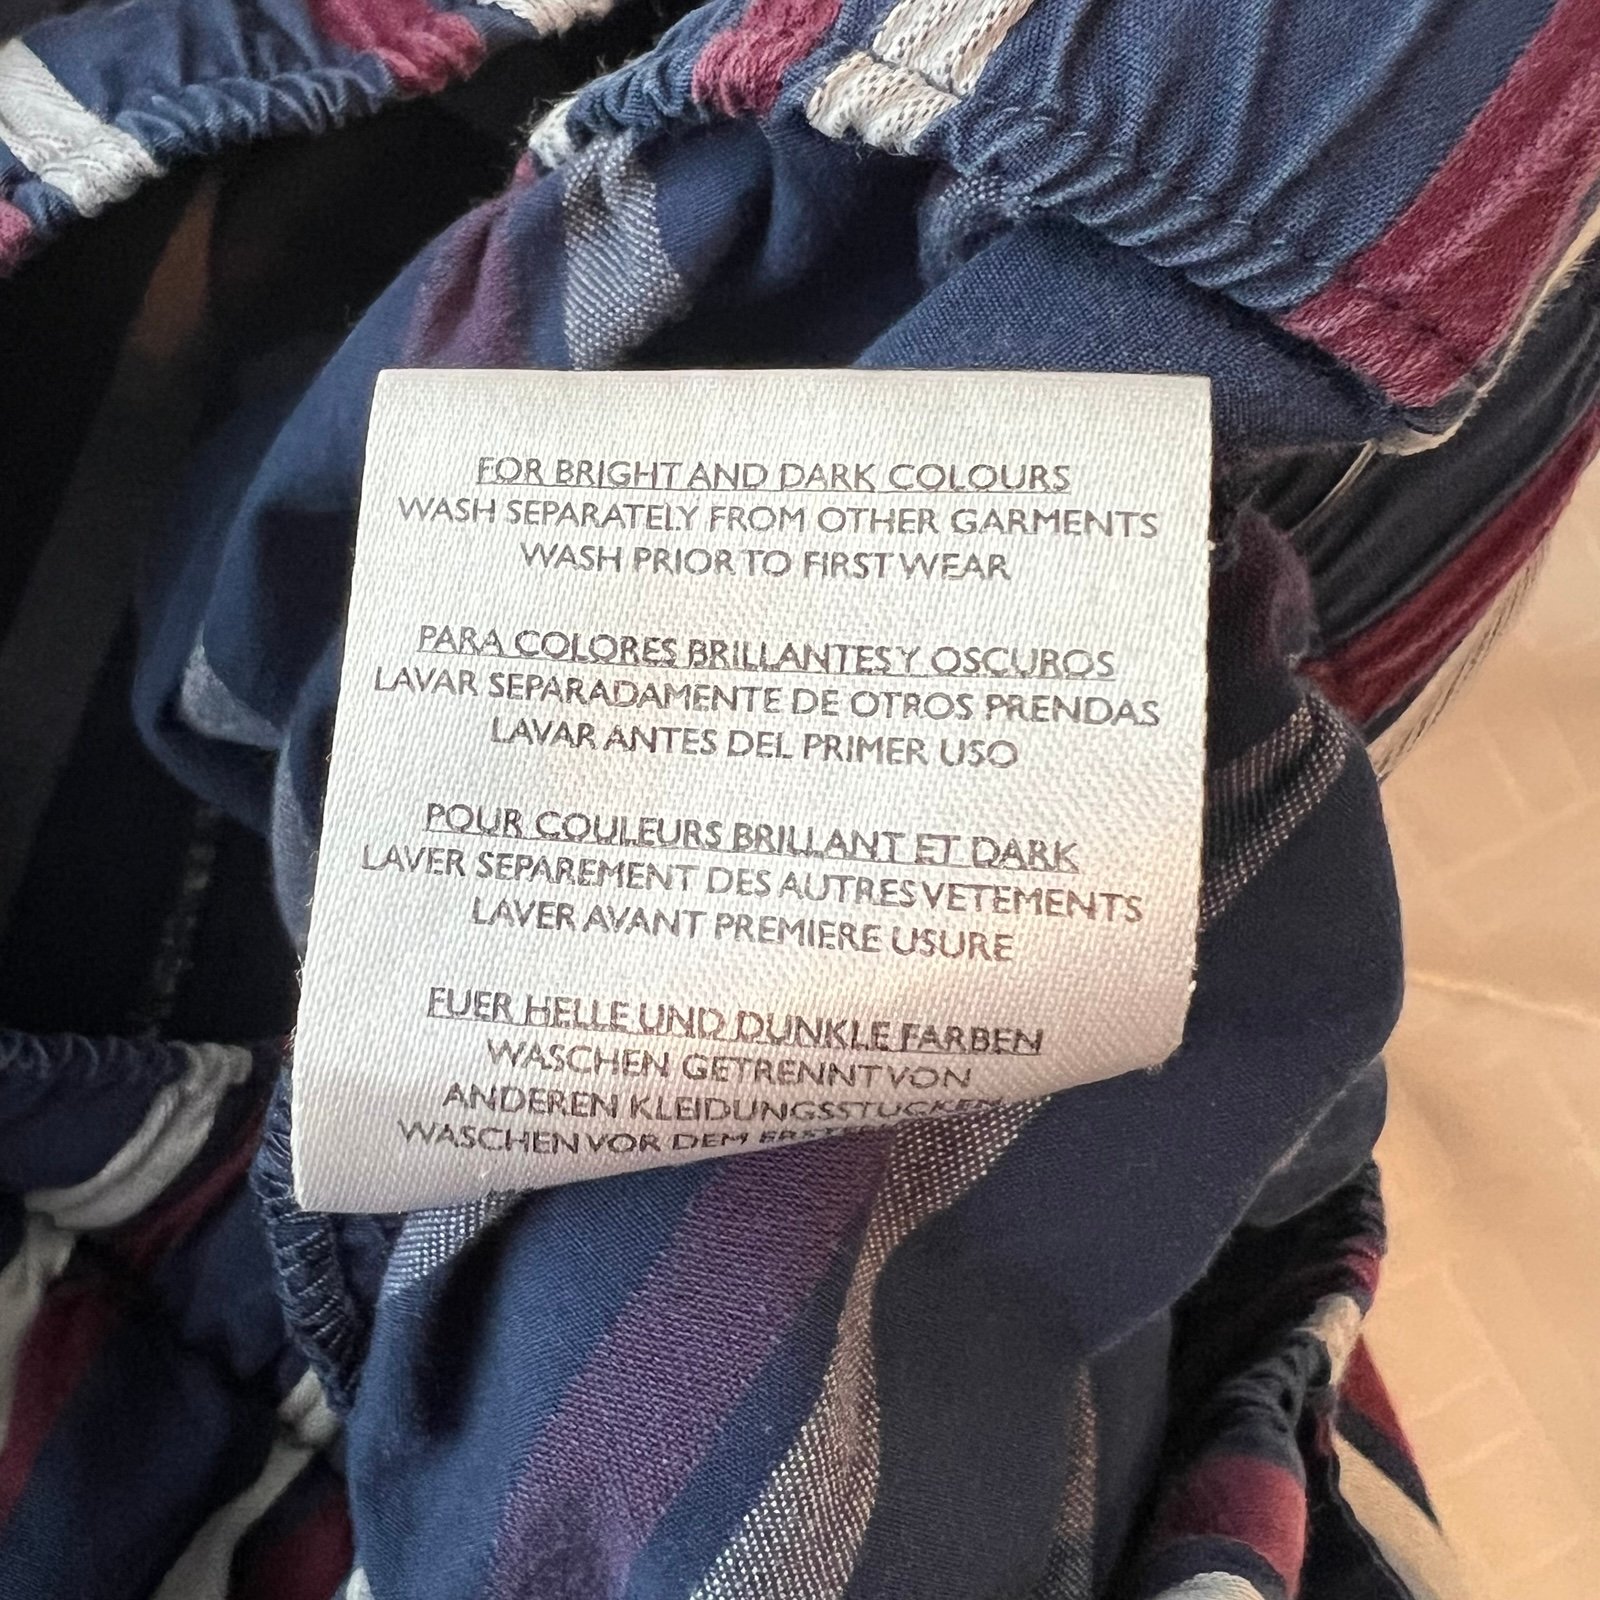 FOR BRIGHT AND DARK COLOURS
WASH SEPARATELY FROM OTHER GARMENTS
WASH PRIOR TO FIRST WEAR
PARA COLORES BRILLANTES Y OSCUROS
LAVAR SEPARADAMENTE DE OTROS PRENDAS
LAVAR ANTES DEL PRIMER USO
POUR COULEURS BRILLANT ET DARK
LAVER SEPAREMENT DES AUTRES VETEMENTS
LAVER AVANT PREMIERE USURE
FUER HELLE UND DUNKLE FARBEN
WASCHEN GETRENNT VON
ANDEREN KLEIDUNGSSTUCKEN
WASCHEN VOR DEM